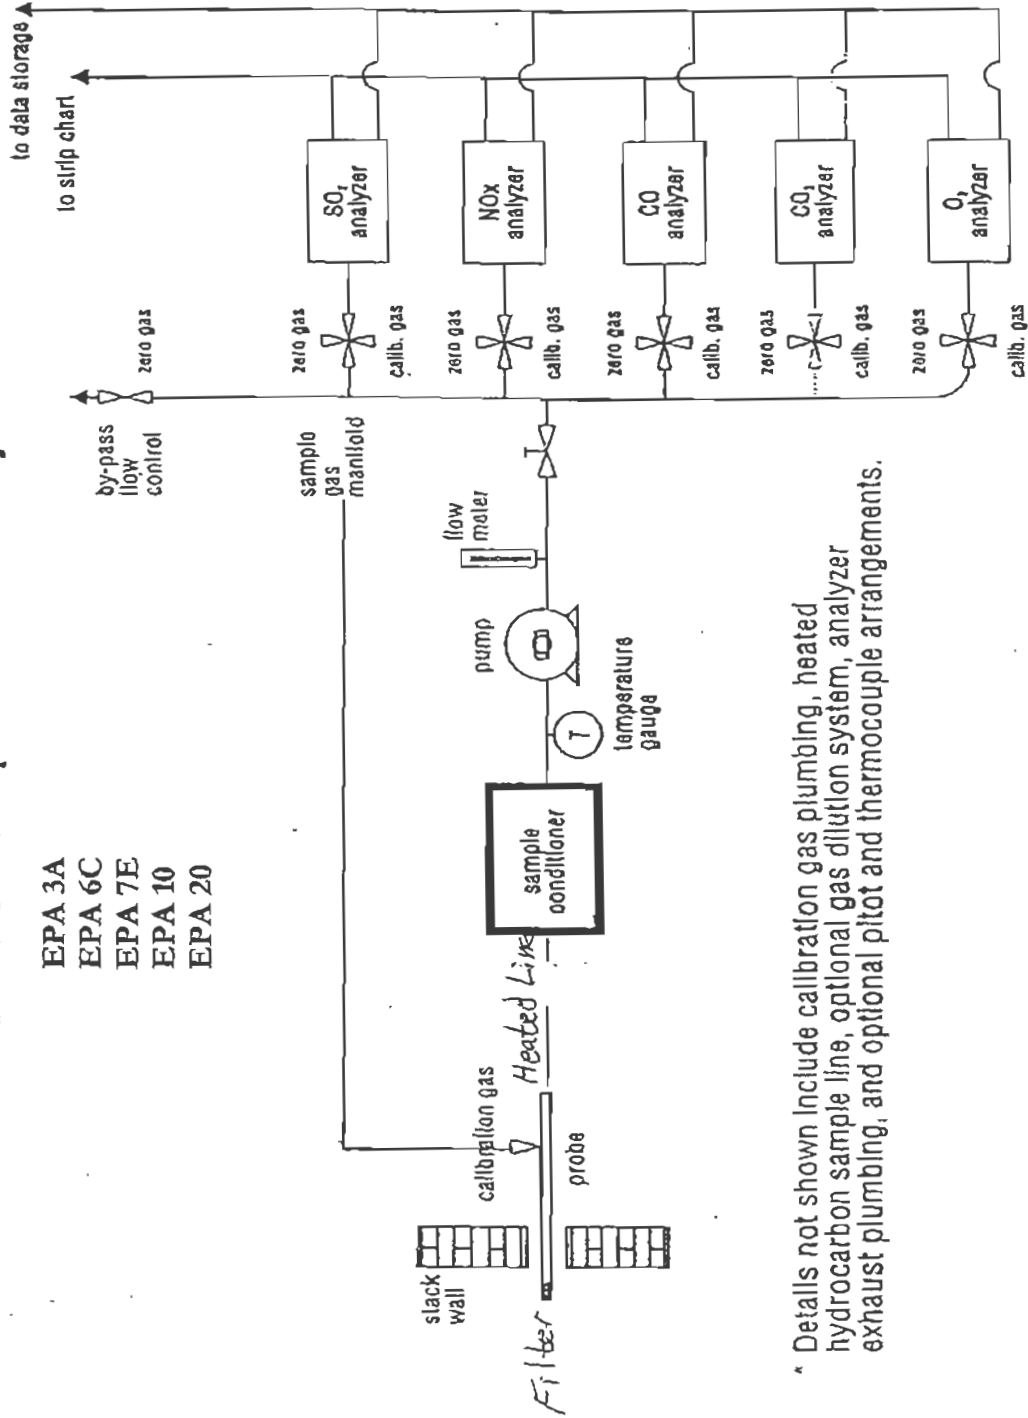 EPA 3A
EPA 6C
EPA 7E
EPA 10
EPA 20
to data storage
to strip chart
by-pass
flow
control
zero gas
sample
gas
manifold
zero gas
calib. gas
SO₂
analyzer
zero gas
calib. gas
NOx
analyzer
zero gas
calib. gas
CO
analyzer
zero gas
calib. gas
CO₂
analyzer
zero gas
calib. gas
O₂
analyzer
flow
meter
T
pump
T
temperature
gauge
sample
conditioner
Heated Line
calibration gas
probe
stack
wall
Filter
* Details not shown include calibration gas plumbing, heated
hydrocarbon sample line, optional gas dilution system, analyzer
exhaust plumbing, and optional pitot and thermocouple arrangements.